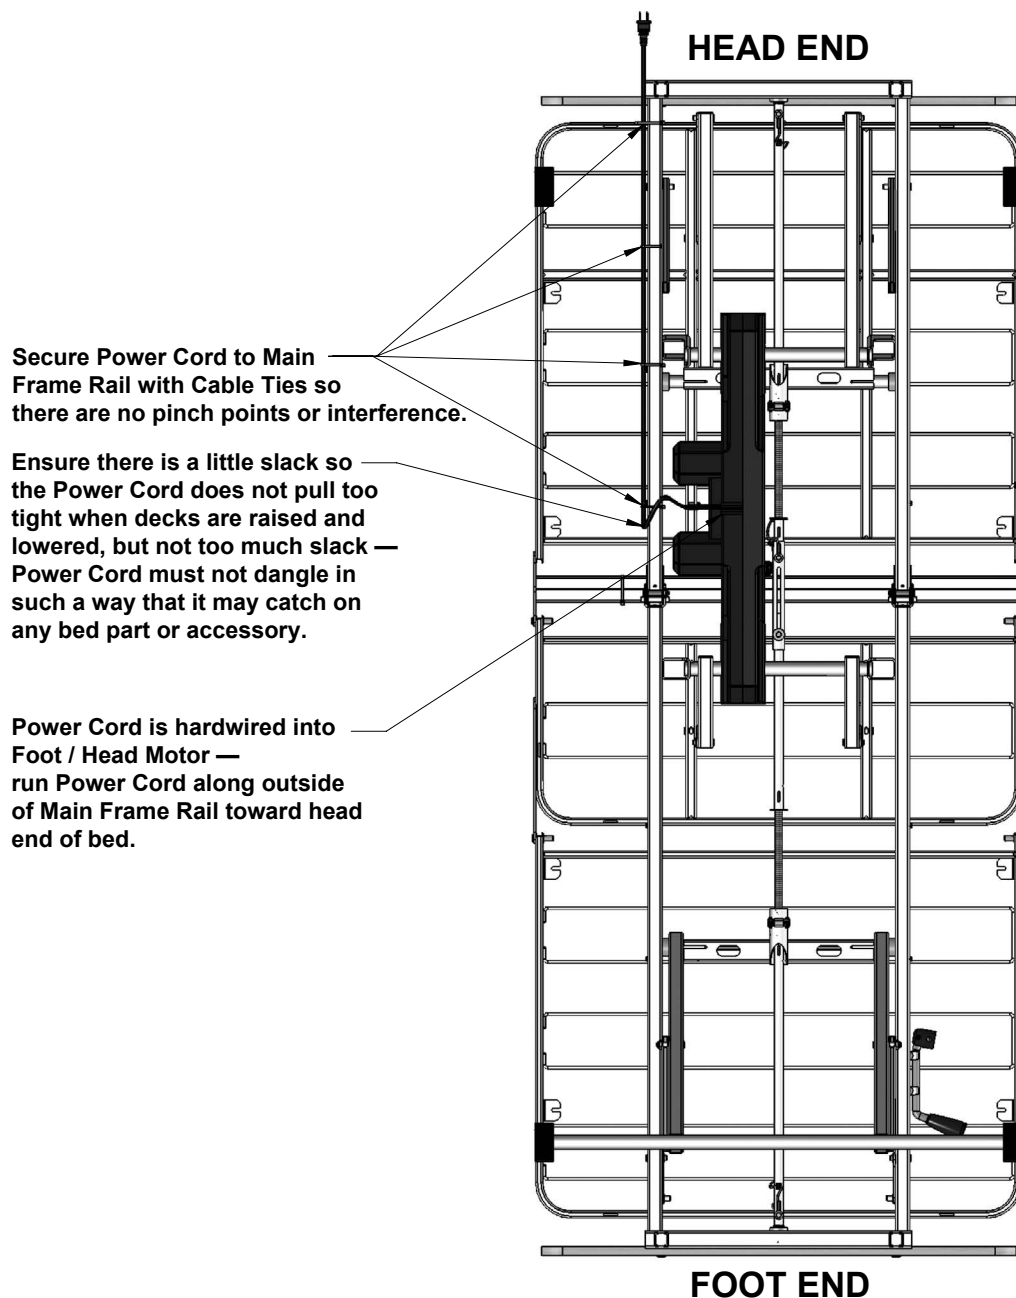 HEAD END
Secure Power Cord to Main
Frame Rail with Cable Ties so
there are no pinch points or interference.
Ensure there is a little slack so
the Power Cord does not pull too
tight when decks are raised and
lowered, but not too much slack —
Power Cord must not dangle in
such a way that it may catch on
any bed part or accessory.
Power Cord is hardwired into
Foot / Head Motor —
run Power Cord along outside
of Main Frame Rail toward head
end of bed.
FOOT END